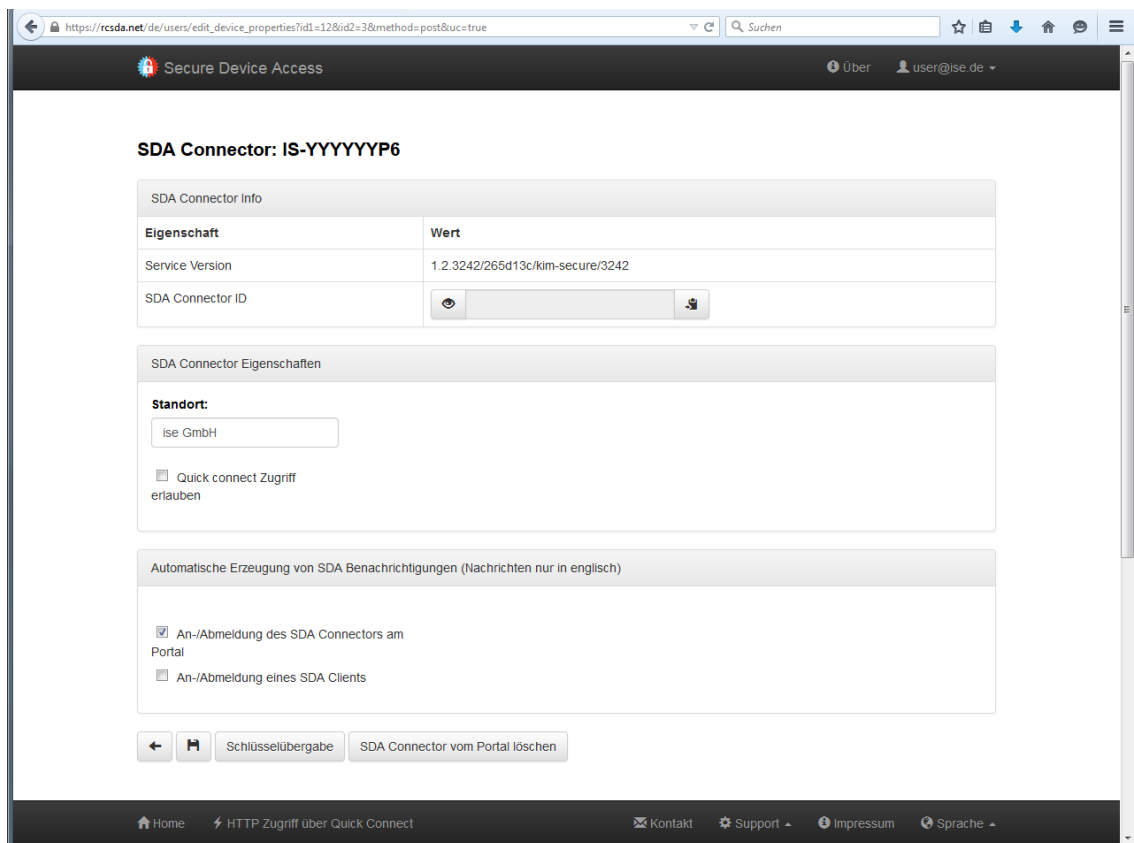 https://rcsda.net/de/users/edit_device_properties?id1=12&id2=3&method=post&uc=true
Suchen
Secure Device Access
Über
user@ise.de
SDA Connector: IS-YYYYYYP6
SDA Connector Info
Eigenschaft Wert
Service Version 1.2.3242/265d13c/kim-secure/3242
SDA Connector ID
SDA Connector Eigenschaften
Standort:
ise GmbH
Quick connect Zugriff
erlauben
Automatische Erzeugung von SDA Benachrichtigungen (Nachrichten nur in englisch)
An-/Abmeldung des SDA Connectors am
Portal
An-/Abmeldung eines SDA Clients
Schlüsselübergabe
SDA Connector vom Portal löschen
Home
HTTP Zugriff über Quick Connect
Kontakt
Support
Impressum
Sprache